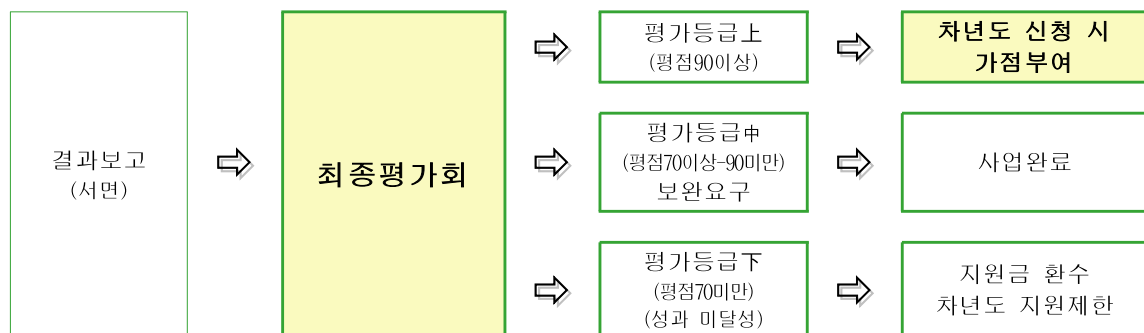 결과보고
(서면)
최종평가회
평가등급上
(평점90이상)
차년도 신청 시
가점부여
평가등급中
(평점70이상-90미만)
보완요구
사업완료
평가등급下
(평점70미만)
(성과 미달성)
지원금 환수
차년도 지원제한